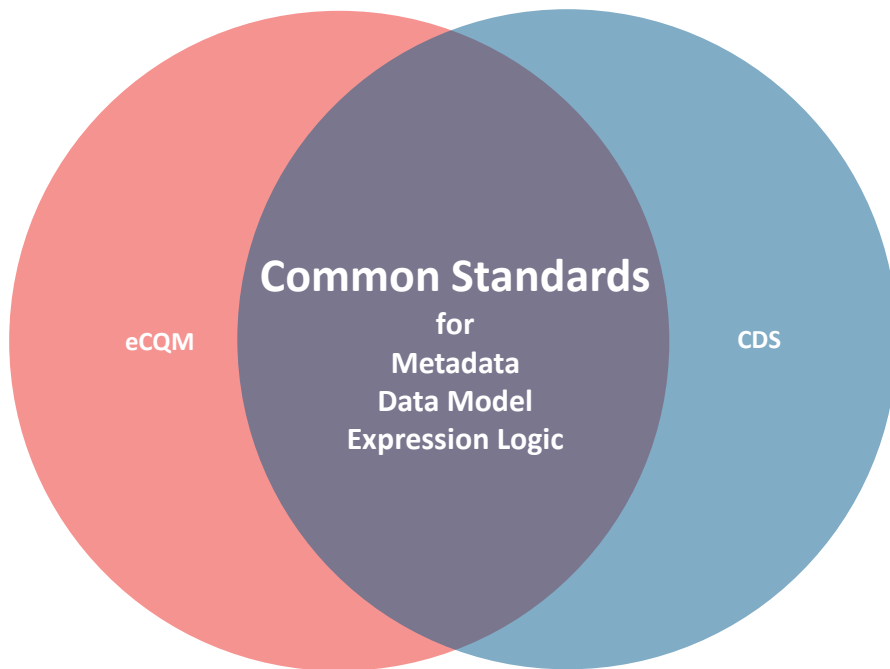 eCQM
Common Standards
for
Metadata
Data Model
Expression Logic
CDS